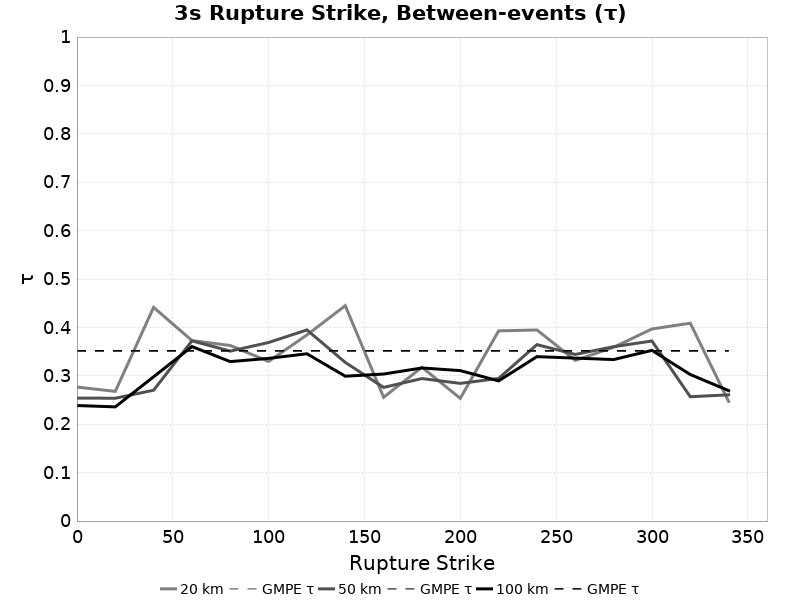 3s Rupture Strike, Between-events (τ)
1
0.9
0.8
0.7
0.6
0.5
0.4
0.3
0.2
0.1
0
τ
0 50 100 150 200 250 300 350
Rupture Strike
20 km GMPE τ 50 km GMPE τ 100 km GMPE τ